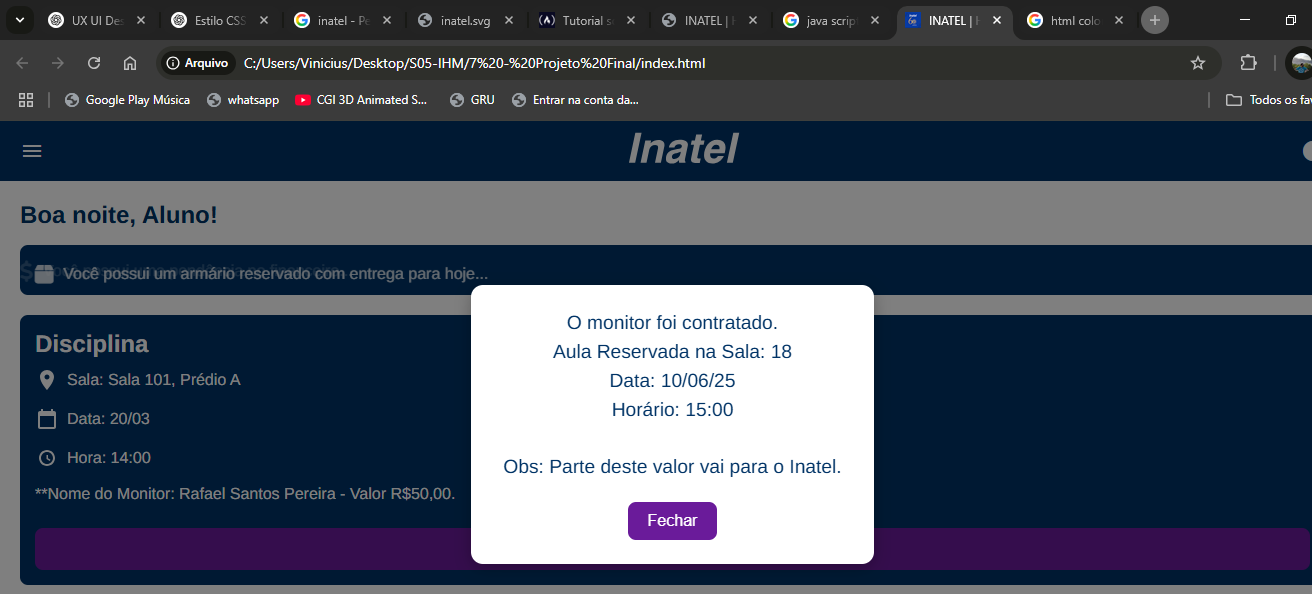 UX UI De
Estilo CSS
inatel - Pe
inatel.svg
Tutorial s
INATEL | H
java script
INATEL | H
html colo
Arquivo
C:/Users/Vinicius/Desktop/S05-IHM/7%20-%20Projeto%20Final/index.html
Google Play Música
whatsapp
CGI 3D Animated S...
GRU
Entrar na conta da...
Todos os fav
Inatel
Boa noite, Aluno!
Você possui um armário reservado com entrega para hoje...
Disciplina
Sala: Sala 101, Prédio A
Data: 20/03
Hora: 14:00
**Nome do Monitor: Rafael Santos Pereira - Valor R$50,00.
O monitor foi contratado.
Aula Reservada na Sala: 18
Data: 10/06/25
Horário: 15:00
Obs: Parte deste valor vai para o Inatel.
Fechar